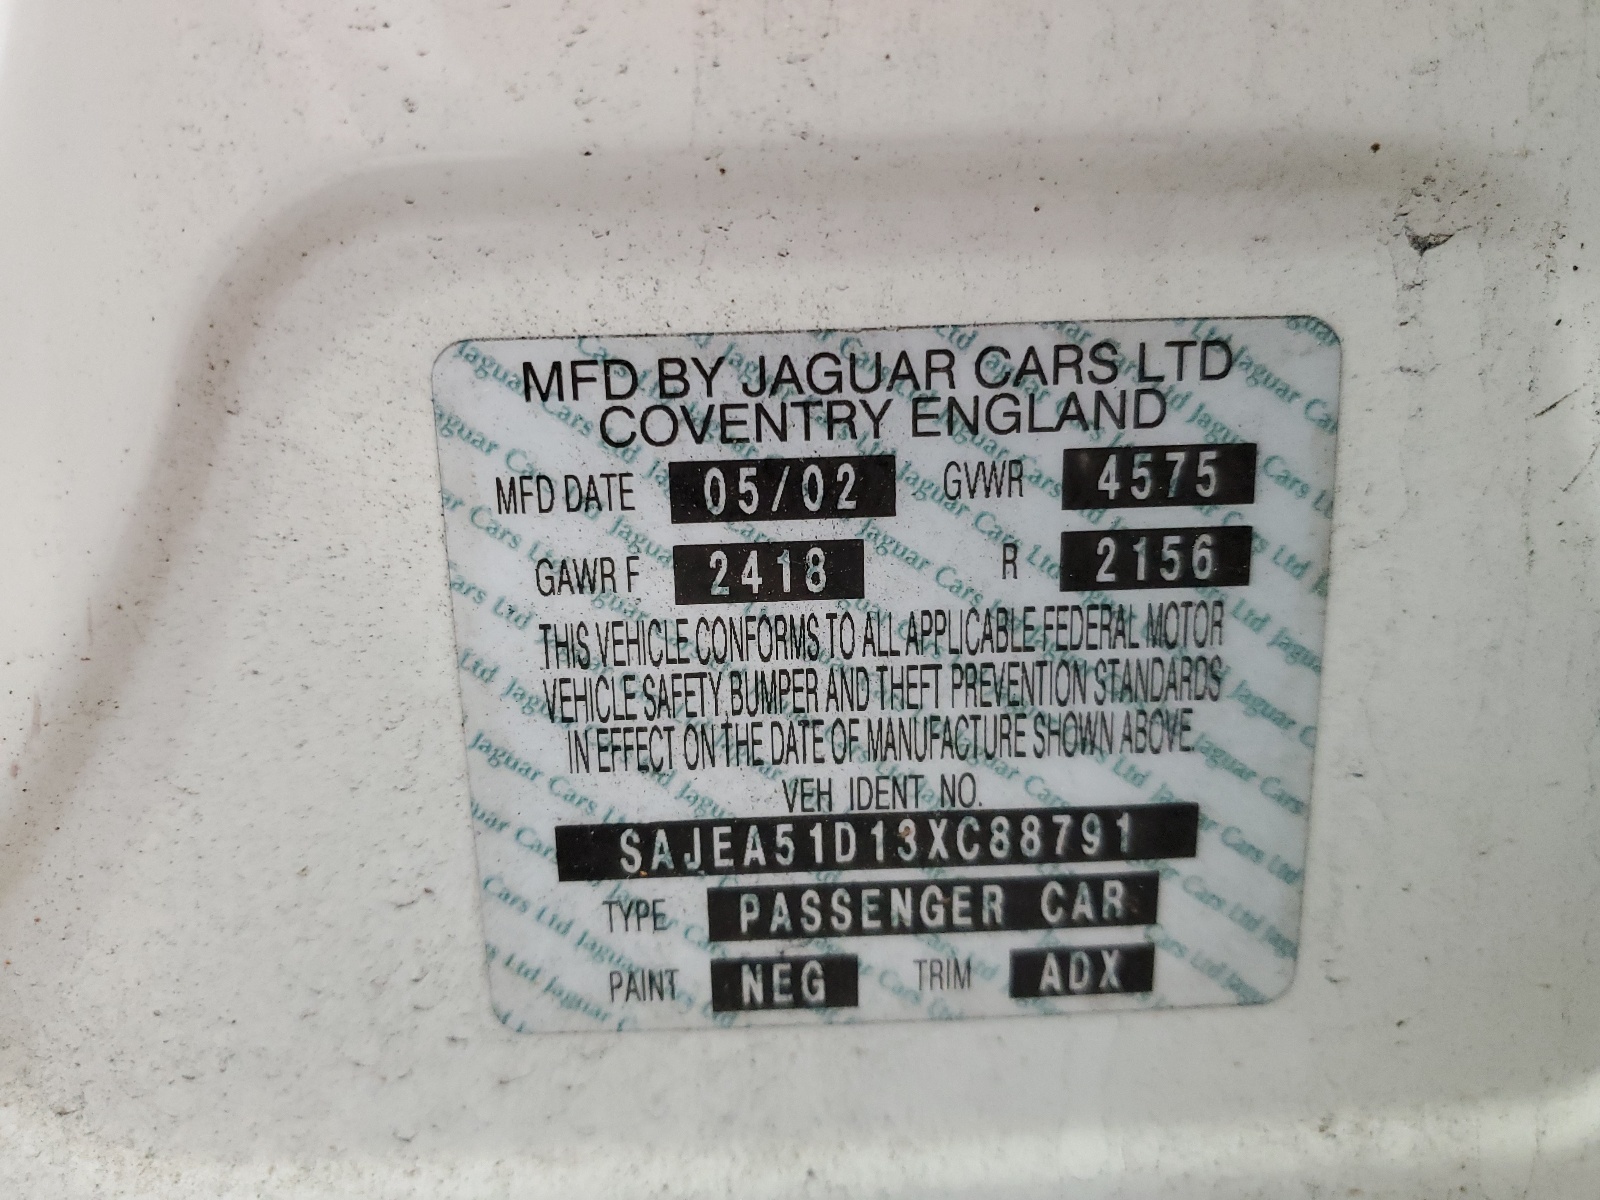 MFD BY JAGUAR CARS LTD
COVENTRY ENGLAND
MFD DATE 05/02 GVWR 4575
GAWR F 2418 R 2156
THIS VEHICLE CONFORMS TO ALL APPLICABLE FEDERAL MOTOR
VEHICLE SAFETY, BUMPER AND THEFT PREVENTION STANDARDS
IN EFFECT ON THE DATE OF MANUFACTURE SHOWN ABOVE.
VEH IDENT NO.
SAJEA51D13XC88791
TYPE PASSENGER CAR
PAINT NEG TRIM ADX